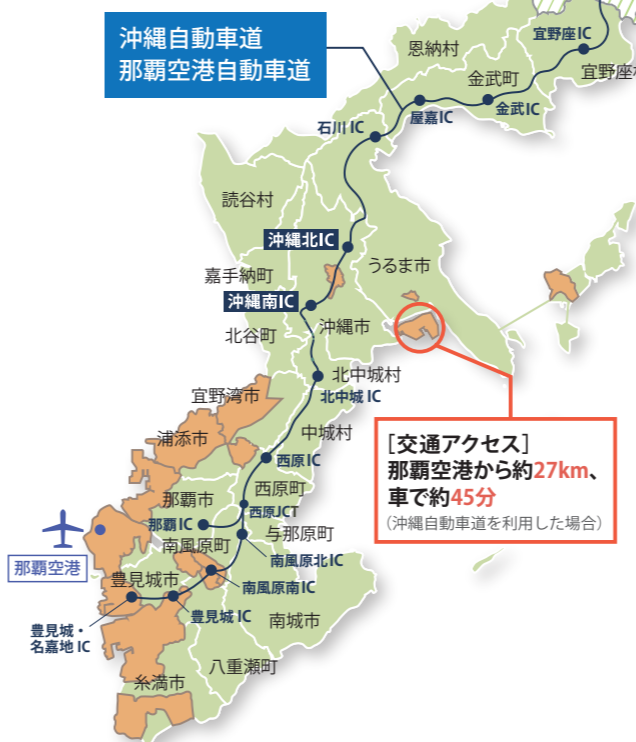 沖縄自動車道
那覇空港自動車道
宜野座IC
恩納村
金武町
宜野座村
金武IC
屋嘉IC
石川 IC
読谷村
沖縄北IC
うるま市
嘉手納町
沖縄南IC
沖縄市
北谷町
北中城村
北中城 IC
宜野湾市
中城村
浦添市
[交通アクセス]
那覇空港から約27km、
車で約45分
（沖縄自動車道を利用した場合）
西原 IC
西原町
那覇市
西原JCT
那覇IC
与那原町
南風原町
南風原北IC
那覇空港
豊見城市
南風原南IC
豊見城 IC
南城市
豊見城・
名嘉地 IC
八重瀬町
糸満市